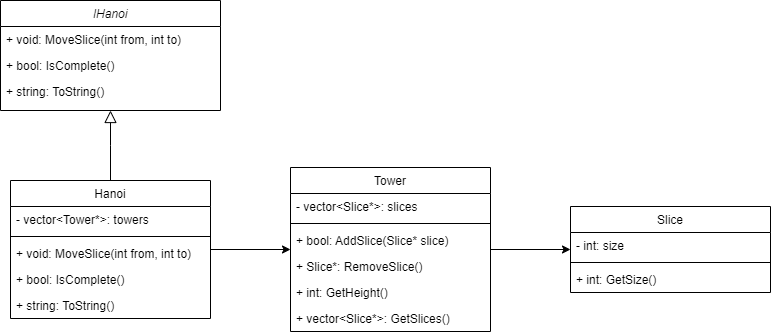 IHanoi
+ void: MoveSlice(int from, int to)
+ bool: IsComplete()
+ string: ToString()
Hanoi
- vector<Tower*>: towers
+ void: MoveSlice(int from, int to)
+ bool: IsComplete()
+ string: ToString()
Tower
- vector<Slice*>: slices
+ bool: AddSlice(Slice* slice)
+ Slice*: RemoveSlice()
+ int: GetHeight()
+ vector<Slice*>: GetSlices()
Slice
- int: size
+ int: GetSize()